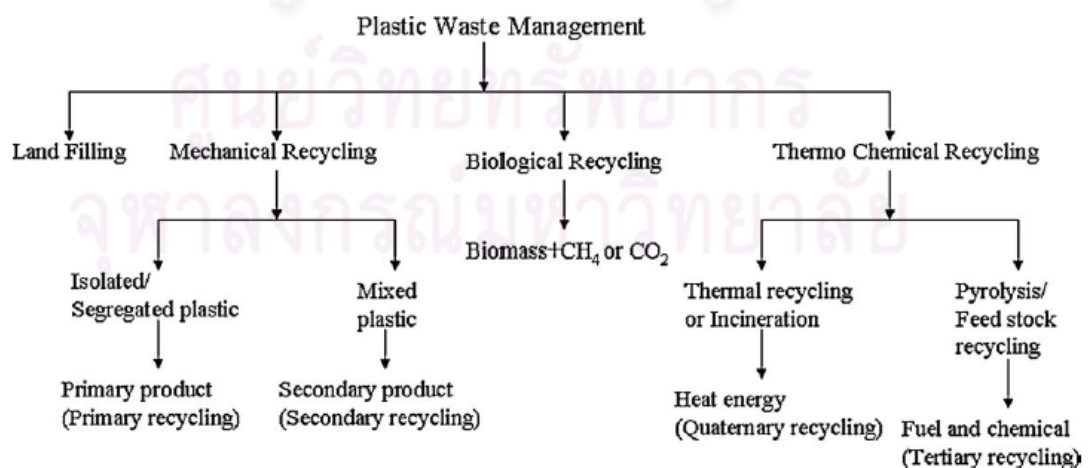 Plastic Waste Management
ศูนย์วิทยทรัพยากร
จุฬาลงกรณ์มหาวิทยาลัย
Land Filling
Mechanical Recycling
Biological Recycling
Thermo Chemical Recycling
Isolated/
Segregated plastic
Mixed
plastic
Biomass+CH₄ or CO₂
Thermal recycling
or Incineration
Pyrolysis/
Feed stock
recycling
Primary product
(Primary recycling)
Secondary product
(Secondary recycling)
Heat energy
(Quaternary recycling)
Fuel and chemical
(Tertiary recycling)